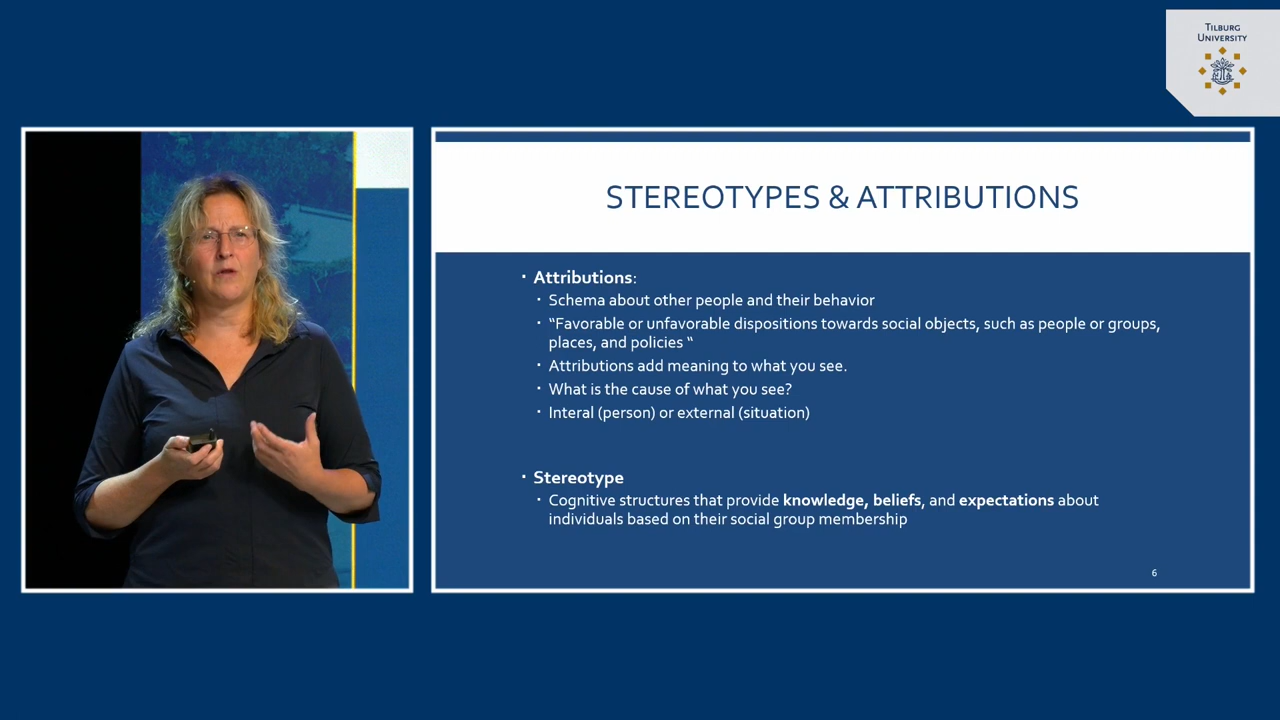 TILBURG
UNIVERSITY
STEREOTYPES & ATTRIBUTIONS
Attributions:
Schema about other people and their behavior
“Favorable or unfavorable dispositions towards social objects, such as people or groups,
places, and policies “
Attributions add meaning to what you see.
What is the cause of what you see?
Interal (person) or external (situation)
Stereotype
Cognitive structures that provide knowledge, beliefs, and expectations about
individuals based on their social group membership
6